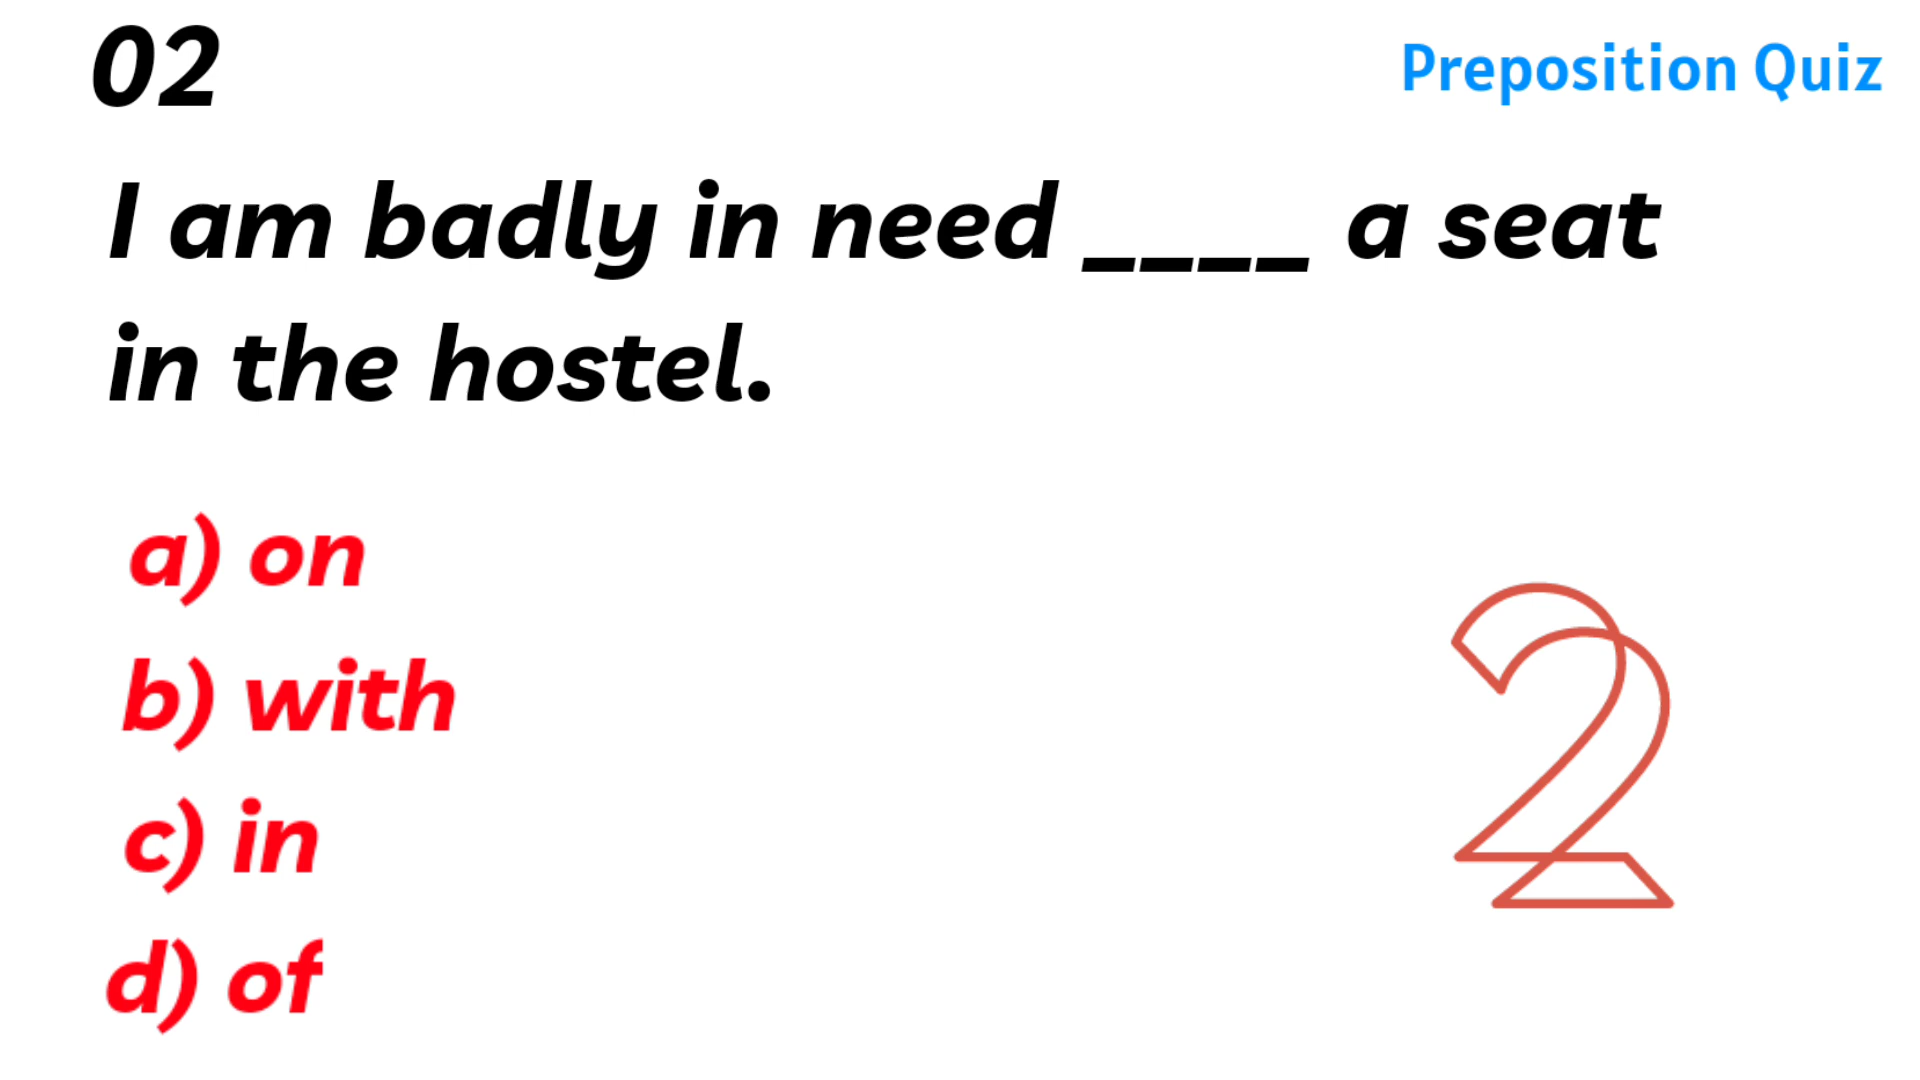 02
Preposition Quiz
I am badly in need ____ a seat
in the hostel.
a) on
b) with
c) in
d) of
2